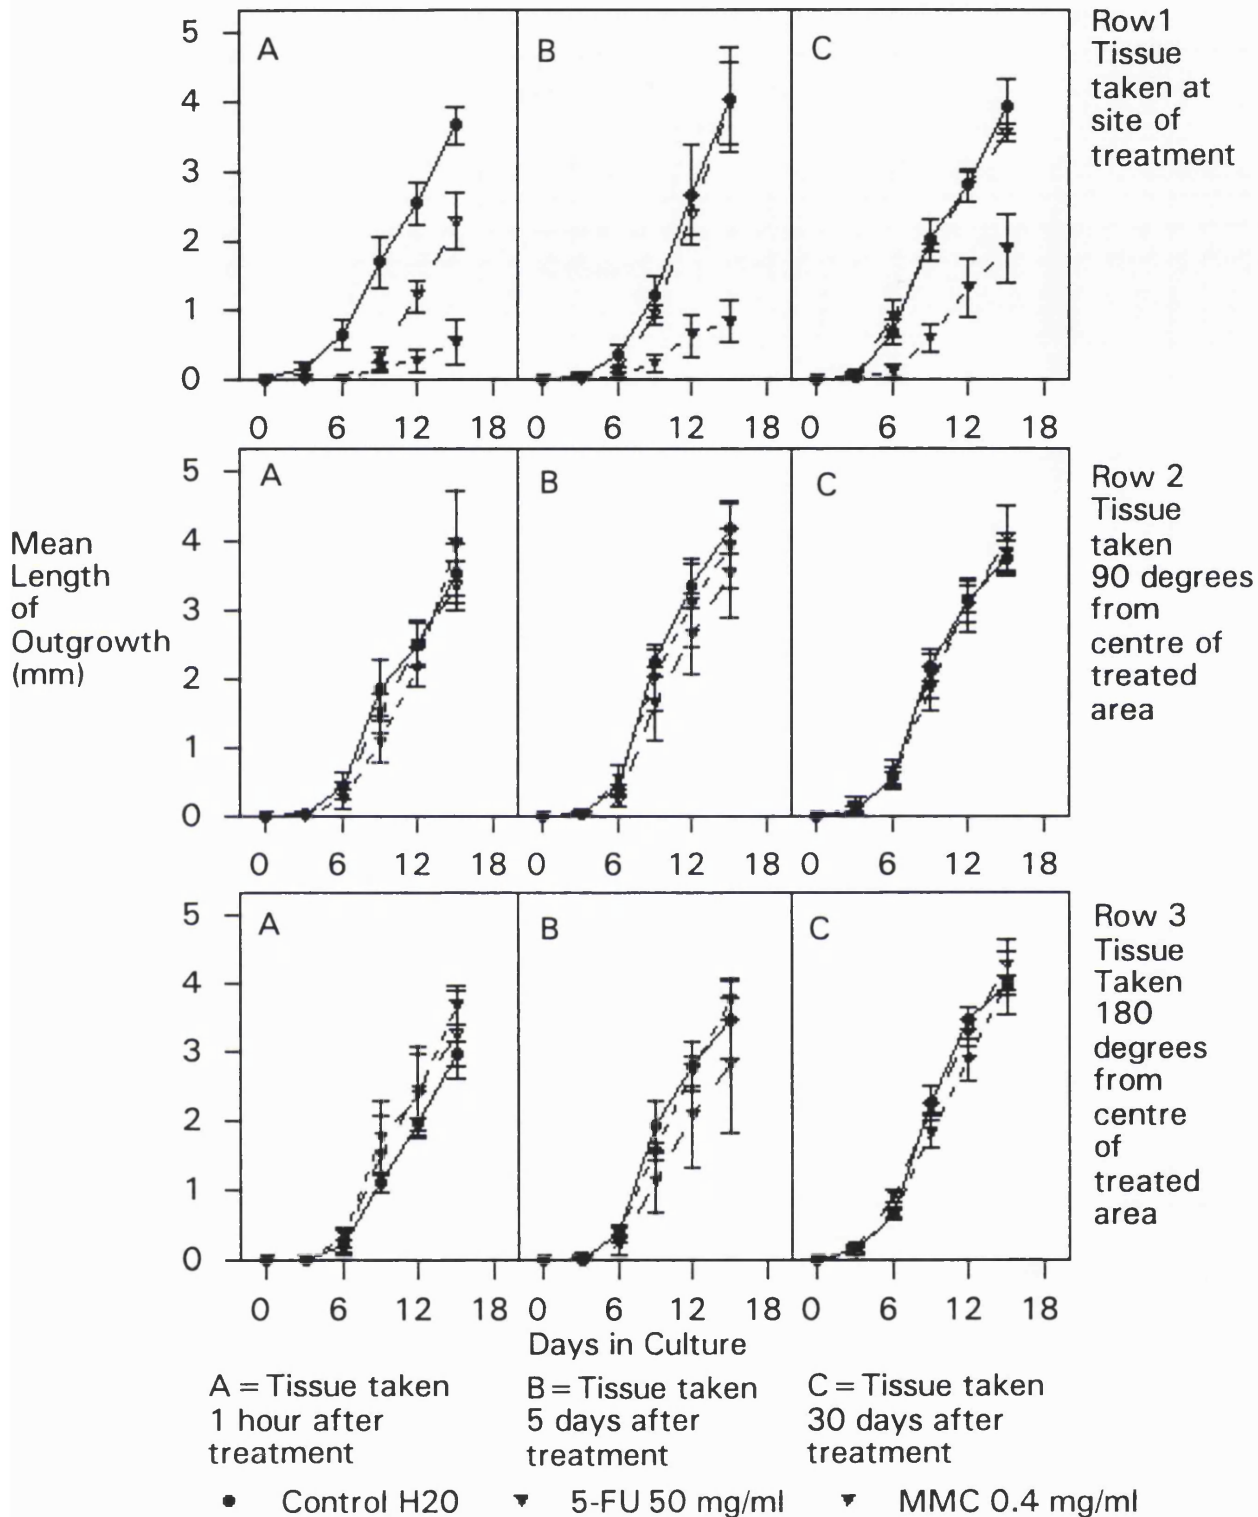 5
4
3
2
1
0
A
B
C
Row1
Tissue
taken at
site of
treatment
0 6 12 18 0 6 12 18 0 6 12 18
5
4
3
2
1
0
A
B
C
Mean
Length
of
Outgrowth
(mm)
Row 2
Tissue
taken
90 degrees
from
centre of
treated
area
0 6 12 18 0 6 12 18 0 6 12 18
5
4
3
2
1
0
A
B
C
Row 3
Tissue
Taken
180
degrees
from
centre
of
treated
area
0 6 12 18 0 6 12 18 0 6 12 18
Days in Culture
A = Tissue taken
1 hour after
treatment
B = Tissue taken
5 days after
treatment
C = Tissue taken
30 days after
treatment
Control H20
5-FU 50 mg/ml
MMC 0.4 mg/ml